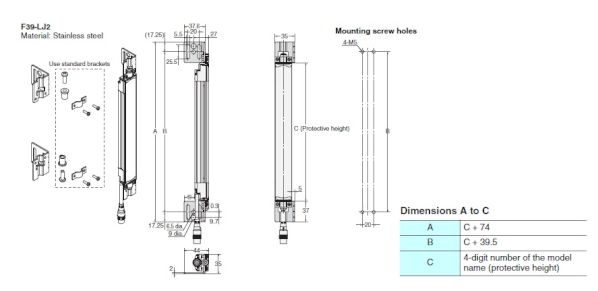 F39-LJ2
Material: Stainless steel
Use standard brackets
37.6
20
5.5
27
(17.25)
25.5
A
B
0.3
9.7
17.25
6.5 dia.
9 dia.
44
2
35
35
C (Protective height)
5
37
Mounting screw holes
4-M5
B
20
Dimensions A to C
A C + 74
B C + 39.5
C 4-digit number of the model
name (protective height)